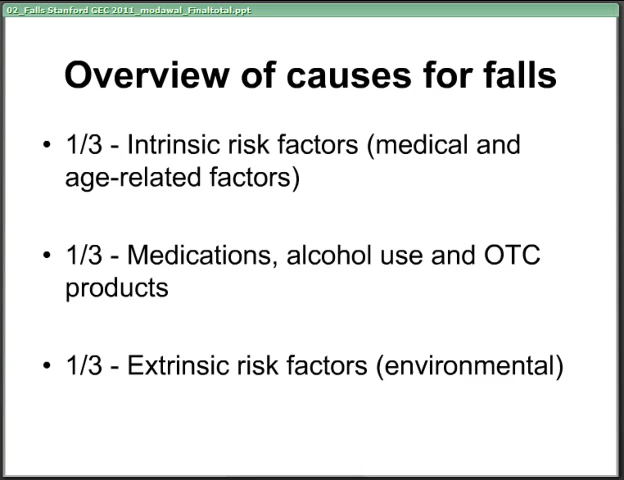 02_Falls Stanford GEC 2011_modawal_Finaltotal.ppt
Overview of causes for falls
• 1/3 - Intrinsic risk factors (medical and
age-related factors)
• 1/3 - Medications, alcohol use and OTC
products
• 1/3 - Extrinsic risk factors (environmental)